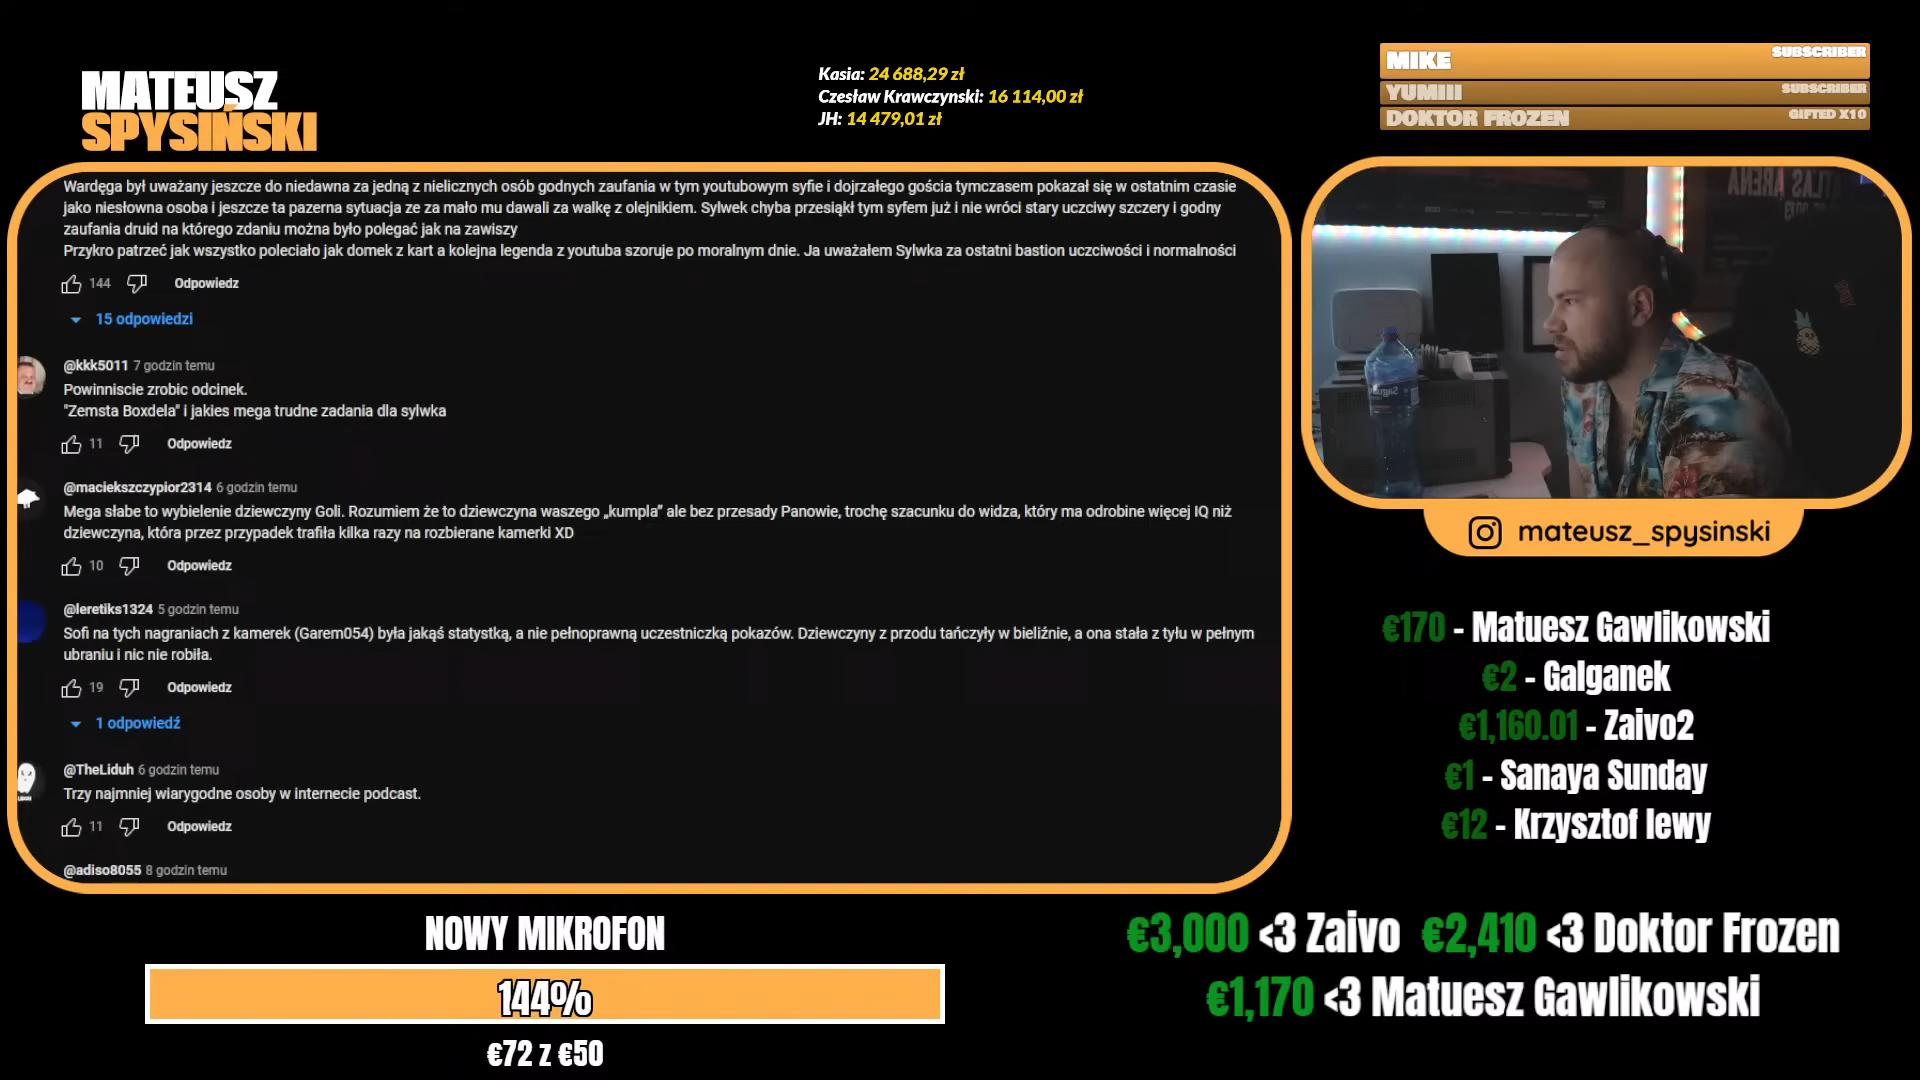 MATEUSZ
SPYSIŃSKI
Kasia: 24 688,29 zł
Czesław Krawczynski: 16 114,00 zł
JH: 14 479,01 zł
MIKE SUBSCRIBER
YUMIII SUBSCRIBER
DOKTOR FROZEN GIFTED X10
Wardęga był uważany jeszcze do niedawna za jedną z nielicznych osób godnych zaufania w tym youtubowym syfie i dojrzałego gościa tymczasem pokazał się w ostatnim czasie
jako niesłowna osoba i jeszcze ta pazerna sytuacja ze za mało mu dawali za walkę z olejnikiem. Sylwek chyba przesiąkł tym syfem już i nie wróci stary uczciwy szczery i godny
zaufania druid na którego zdaniu można było polegać jak na zawiszy
Przykro patrzeć jak wszystko poleciało jak domek z kart a kolejna legenda z youtuba szoruje po moralnym dnie. Ja uważałem Sylwka za ostatni bastion uczciwości i normalności
144 Odpowiedz
15 odpowiedzi
@kkk5011 7 godzin temu
Powinniscie zrobic odcinek.
"Zemsta Boxdela" i jakies mega trudne zadania dla sylwka
11 Odpowiedz
@maciekszczypior2314 6 godzin temu
Mega słabe to wybielenie dziewczyny Goli. Rozumiem że to dziewczyna waszego „kumpla” ale bez przesady Panowie, trochę szacunku do widza, który ma odrobine więcej IQ niż
dziewczyna, która przez przypadek trafiła kilka razy na rozbierane kamerki XD
10 Odpowiedz
@leretiks1324 5 godzin temu
Sofi na tych nagraniach z kamerek (Garem054) była jakąś statystką, a nie pełnoprawną uczestniczką pokazów. Dziewczyny z przodu tańczyły w bieliźnie, a ona stała z tyłu w pełnym
ubraniu i nic nie robiła.
19 Odpowiedz
1 odpowiedź
@TheLiduh 6 godzin temu
Trzy najmniej wiarygodne osoby w internecie podcast.
11 Odpowiedz
@adiso8055 8 godzin temu
ATLAS ARENA
mateusz_spysinski
€170 - Matuesz Gawlikowski
€2 - Galganek
€1,160.01 - Zaivo2
€1 - Sanaya Sunday
€12 - Krzysztof lewy
NOWY MIKROFON
144%
€72 z €50
€3,000 <3 Zaivo €2,410 <3 Doktor Frozen
€1,170 <3 Matuesz Gawlikowski